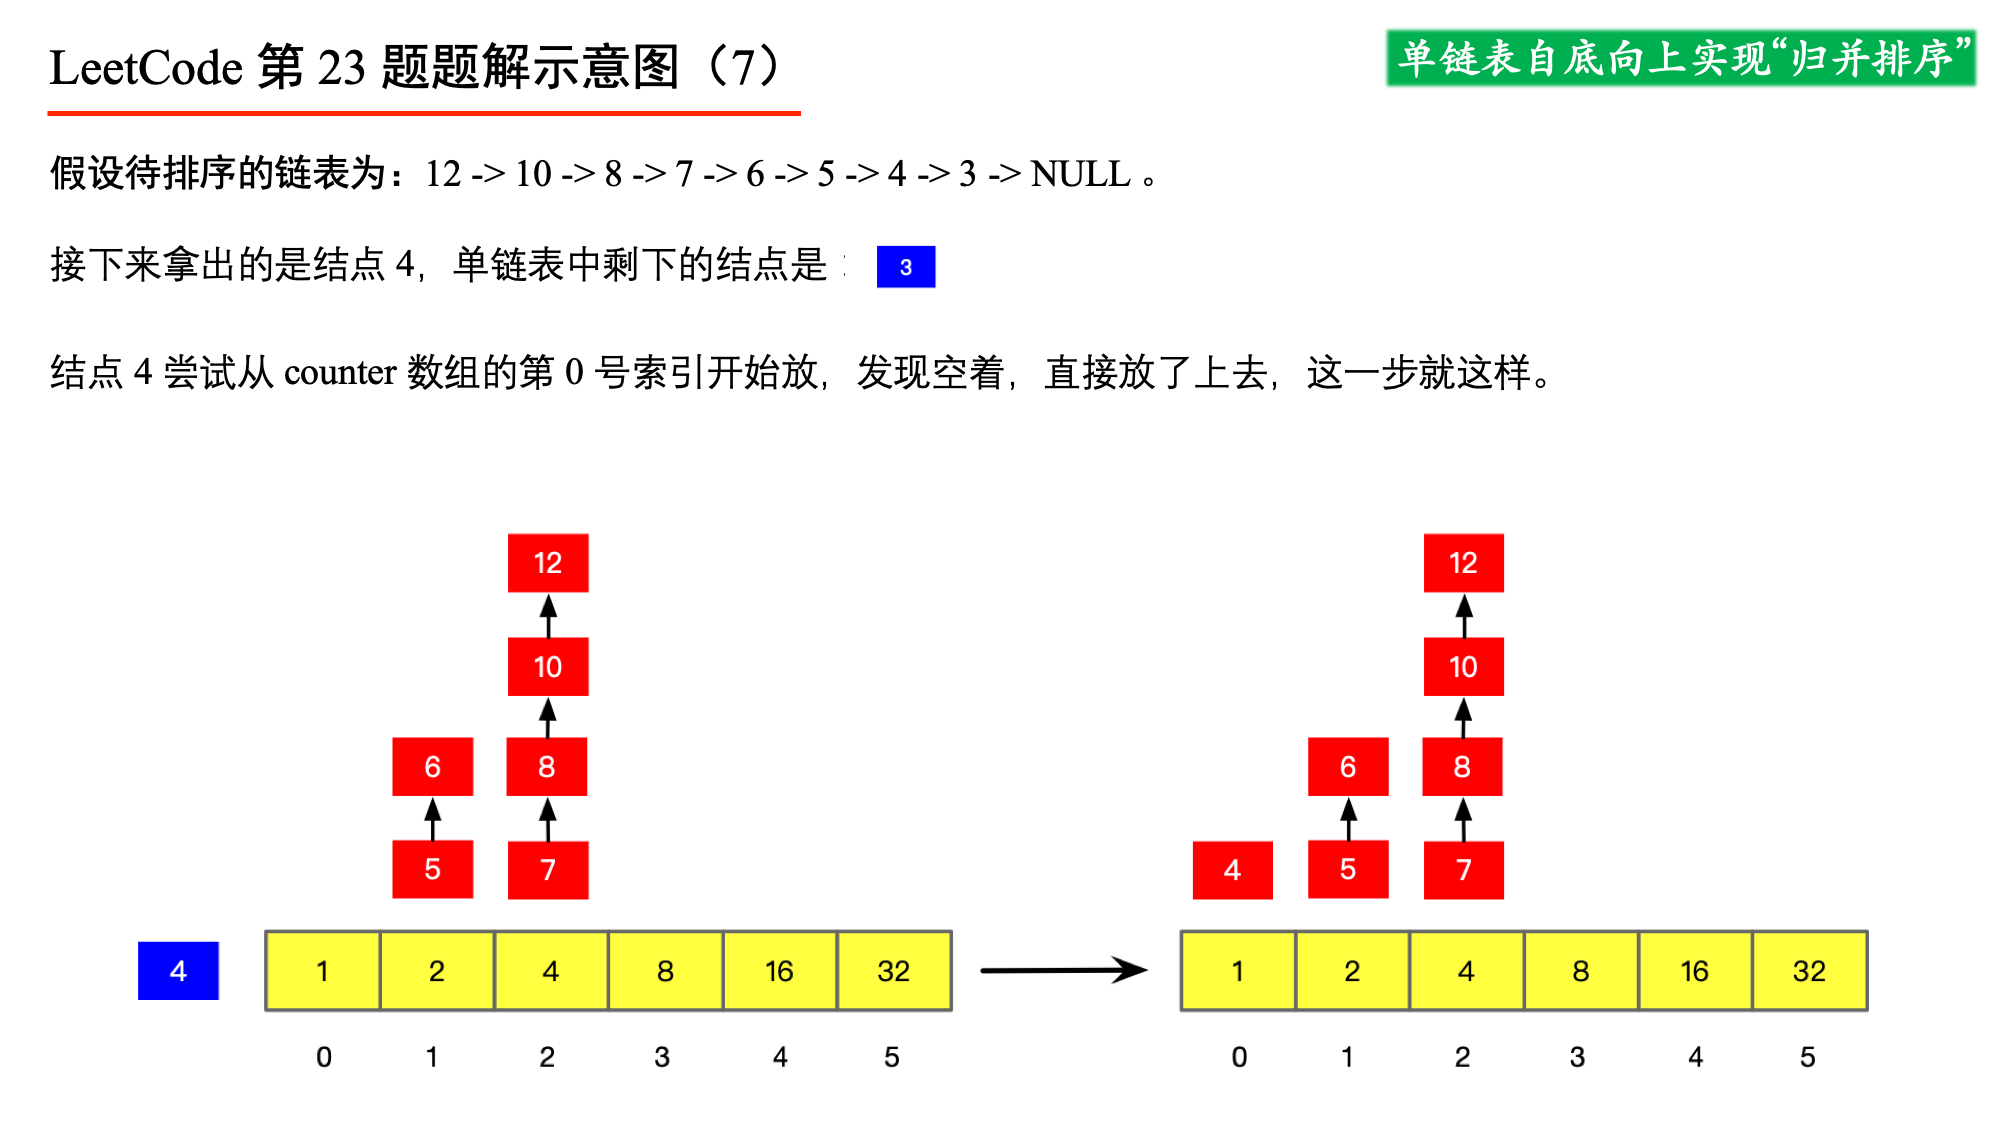 LeetCode 第 23 题题解示意图（7）
单链表自底向上实现“归并排序”
假设待排序的链表为：12 -> 10 -> 8 -> 7 -> 6 -> 5 -> 4 -> 3 -> NULL 。
接下来拿出的是结点 4，单链表中剩下的结点是： 3
结点 4 尝试从 counter 数组的第 0 号索引开始放，发现空着，直接放了上去，这一步就这样。
12 12
10 10
6 8 6 8
5 7 4 5 7
4 1 2 4 8 16 32 1 2 4 8 16 32
0 1 2 3 4 5 0 1 2 3 4 5